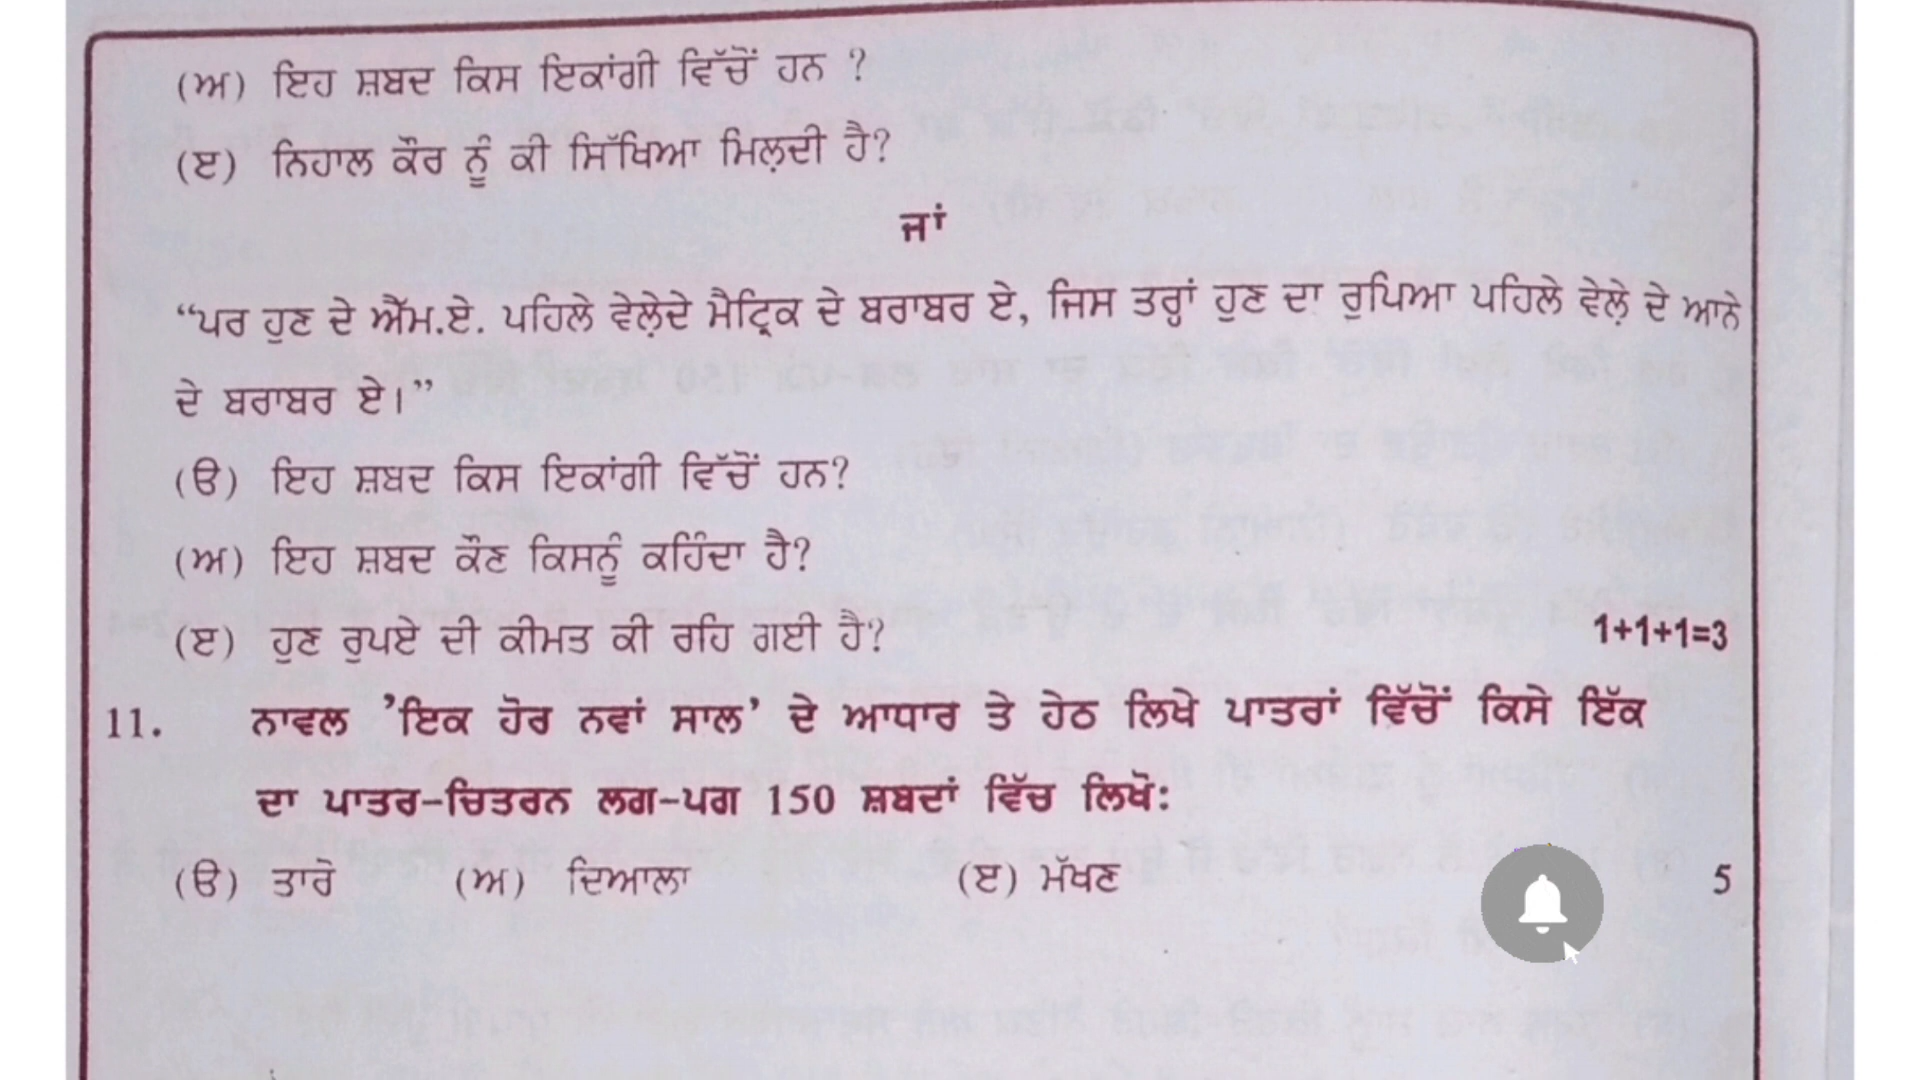 (ਅ) ਇਹ ਸ਼ਬਦ ਕਿਸ ਇਕਾਂਗੀ ਵਿੱਚੋਂ ਹਨ ?
(ੲ) ਨਿਹਾਲ ਕੌਰ ਨੂੰ ਕੀ ਸਿੱਖਿਆ ਮਿਲ਼ਦੀ ਹੈ?
ਜਾਂ
“ਪਰ ਹੁਣ ਦੇ ਐੱਮ.ਏ. ਪਹਿਲੇ ਵੇਲ਼ੇਦੇ ਮੈਟ੍ਰਿਕ ਦੇ ਬਰਾਬਰ ਏ, ਜਿਸ ਤਰ੍ਹਾਂ ਹੁਣ ਦਾ ਰੁਪਿਆ ਪਹਿਲੇ ਵੇਲ਼ੇ ਦੇ ਆਨੇ
ਦੇ ਬਰਾਬਰ ਏ।”
(ੳ) ਇਹ ਸ਼ਬਦ ਕਿਸ ਇਕਾਂਗੀ ਵਿੱਚੋਂ ਹਨ?
(ਅ) ਇਹ ਸ਼ਬਦ ਕੌਣ ਕਿਸਨੂੰ ਕਹਿੰਦਾ ਹੈ?
(ੲ) ਹੁਣ ਰੁਪਏ ਦੀ ਕੀਮਤ ਕੀ ਰਹਿ ਗਈ ਹੈ? 1+1+1=3
11. ਨਾਵਲ ’ਇਕ ਹੋਰ ਨਵਾਂ ਸਾਲ’ ਦੇ ਆਧਾਰ ਤੇ ਹੇਠ ਲਿਖੇ ਪਾਤਰਾਂ ਵਿੱਚੋਂ ਕਿਸੇ ਇੱਕ
ਦਾ ਪਾਤਰ-ਚਿਤਰਨ ਲਗ-ਪਗ 150 ਸ਼ਬਦਾਂ ਵਿੱਚ ਲਿਖੋ:
(ੳ) ਤਾਰੋ (ਅ) ਦਿਆਲਾ (ੲ) ਮੱਖਣ 5